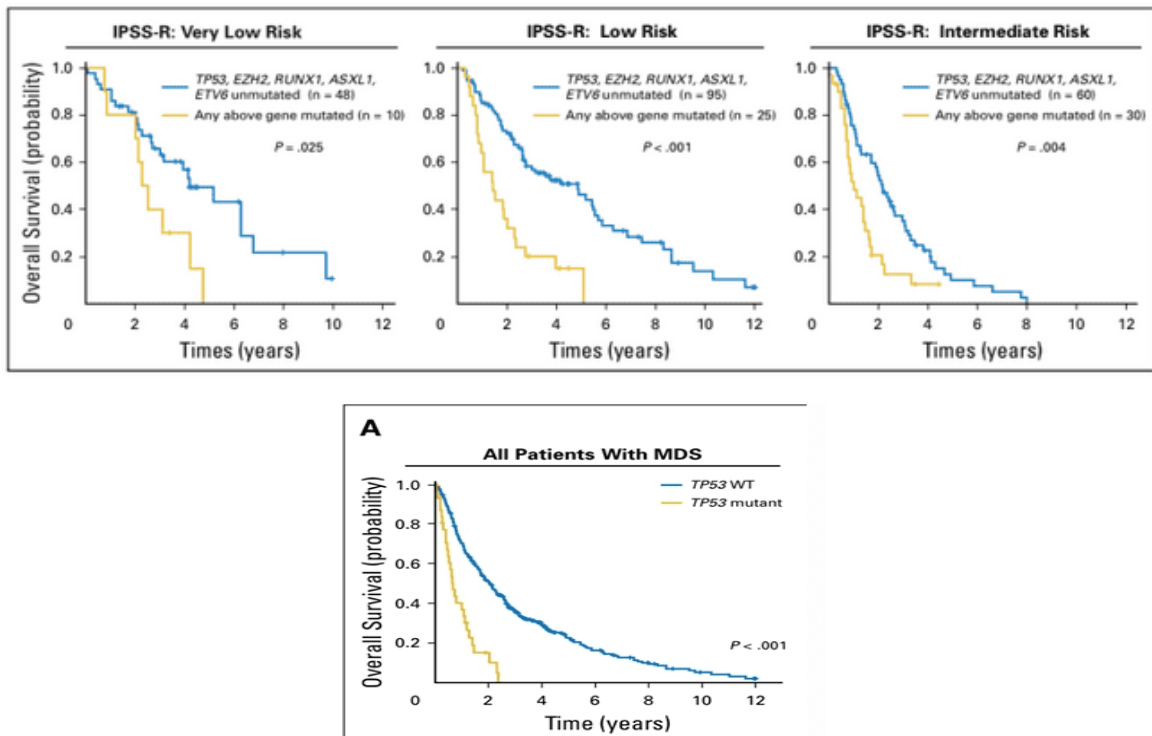 IPSS-R: Very Low Risk
Overall Survival (probability)
1.0
0.8
0.6
0.4
0.2
TP53, EZH2, RUNX1, ASXL1,
ETV6 unmutated (n = 48)
Any above gene mutated (n = 10)
P = .025
0 2 4 6 8 10 12
Times (years)
IPSS-R: Low Risk
1.0
0.8
0.6
0.4
0.2
TP53, EZH2, RUNX1, ASXL1,
ETV6 unmutated (n = 95)
Any above gene mutated (n = 25)
P < .001
0 2 4 6 8 10 12
Times (years)
IPSS-R: Intermediate Risk
1.0
0.8
0.6
0.4
0.2
TP53, EZH2, RUNX1, ASXL1,
ETV6 unmutated (n = 60)
Any above gene mutated (n = 30)
P = .004
0 2 4 6 8 10 12
Times (years)
A
All Patients With MDS
Overall Survival (probability)
1.0
0.8
0.6
0.4
0.2
TP53 WT
TP53 mutant
P < .001
0 2 4 6 8 10 12
Time (years)